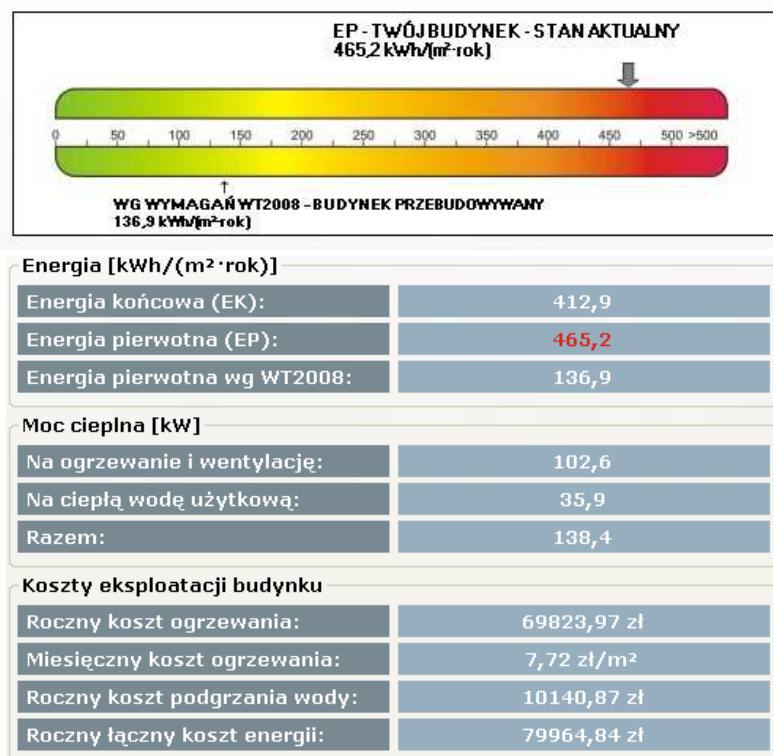 EP - TWÓJ BUDYNEK - STAN AKTUALNY
465,2 kWh/(m²·rok)
0 50 100 150 200 250 300 350 400 450 500 >500
WG WYMAGAŃ WT2008 - BUDYNEK PRZEBUDOWYWANY
136,9 kWh/(m²·rok)
Energia [kWh/(m²·rok)]
Energia końcowa (EK): 412,9
Energia pierwotna (EP): 465,2
Energia pierwotna wg WT2008: 136,9
Moc cieplna [kW]
Na ogrzewanie i wentylację: 102,6
Na ciepłą wodę użytkową: 35,9
Razem: 138,4
Koszty eksploatacji budynku
Roczny koszt ogrzewania: 69823,97 zł
Miesięczny koszt ogrzewania: 7,72 zł/m²
Roczny koszt podgrzania wody: 10140,87 zł
Roczny łączny koszt energii: 79964,84 zł